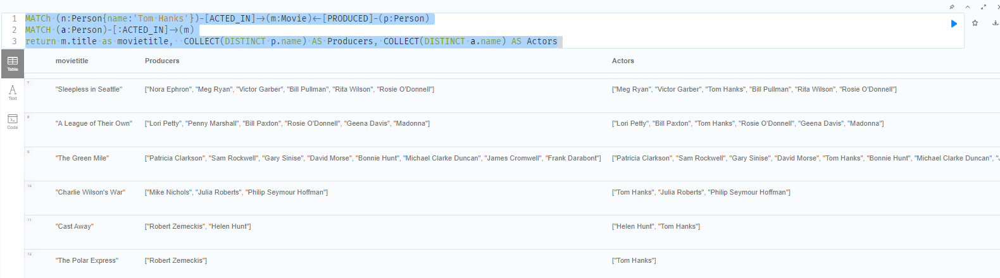 1 MATCh (n:Person{name:'Tom Hanks'})-[ACTED_IN]->(m:Movie)<-[PRODUCED]-(p:Person)
2 MATCH (a:Person)-[:ACTED_IN]->(m)
3 return m.title as movietitle,  COLLECT(DISTINCT p.name) AS Producers, COLLECT(DISTINCT a.name) AS Actors
Table
Text
Code
movietitle Producers Actors
7
"Sleepless in Seattle" ["Nora Ephron", "Meg Ryan", "Victor Garber", "Bill Pullman", "Rita Wilson", "Rosie O'Donnell"] ["Meg Ryan", "Victor Garber", "Tom Hanks", "Bill Pullman", "Rita Wilson", "Rosie O'Donnell"]
8
"A League of Their Own" ["Lori Petty", "Penny Marshall", "Bill Paxton", "Rosie O'Donnell", "Geena Davis", "Madonna"] ["Lori Petty", "Bill Paxton", "Tom Hanks", "Rosie O'Donnell", "Geena Davis", "Madonna"]
9
"The Green Mile" ["Patricia Clarkson", "Sam Rockwell", "Gary Sinise", "David Morse", "Bonnie Hunt", "Michael Clarke Duncan", "James Cromwell", "Frank Darabont"] ["Patricia Clarkson", "Sam Rockwell", "Gary Sinise", "David Morse", "Tom Hanks", "Bonnie Hunt", "Michael Clarke Duncan",
10
"Charlie Wilson's War" ["Mike Nichols", "Julia Roberts", "Philip Seymour Hoffman"] ["Tom Hanks", "Julia Roberts", "Philip Seymour Hoffman"]
11
"Cast Away" ["Robert Zemeckis", "Helen Hunt"] ["Helen Hunt", "Tom Hanks"]
12
"The Polar Express" ["Robert Zemeckis"] ["Tom Hanks"]